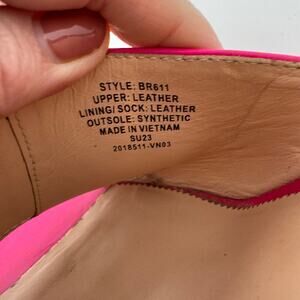 STYLE: BR611
UPPER: LEATHER
LINING/ SOCK: LEATHER
OUTSOLE: SYNTHETIC
MADE IN VIETNAM
SU23
2018511-VN03